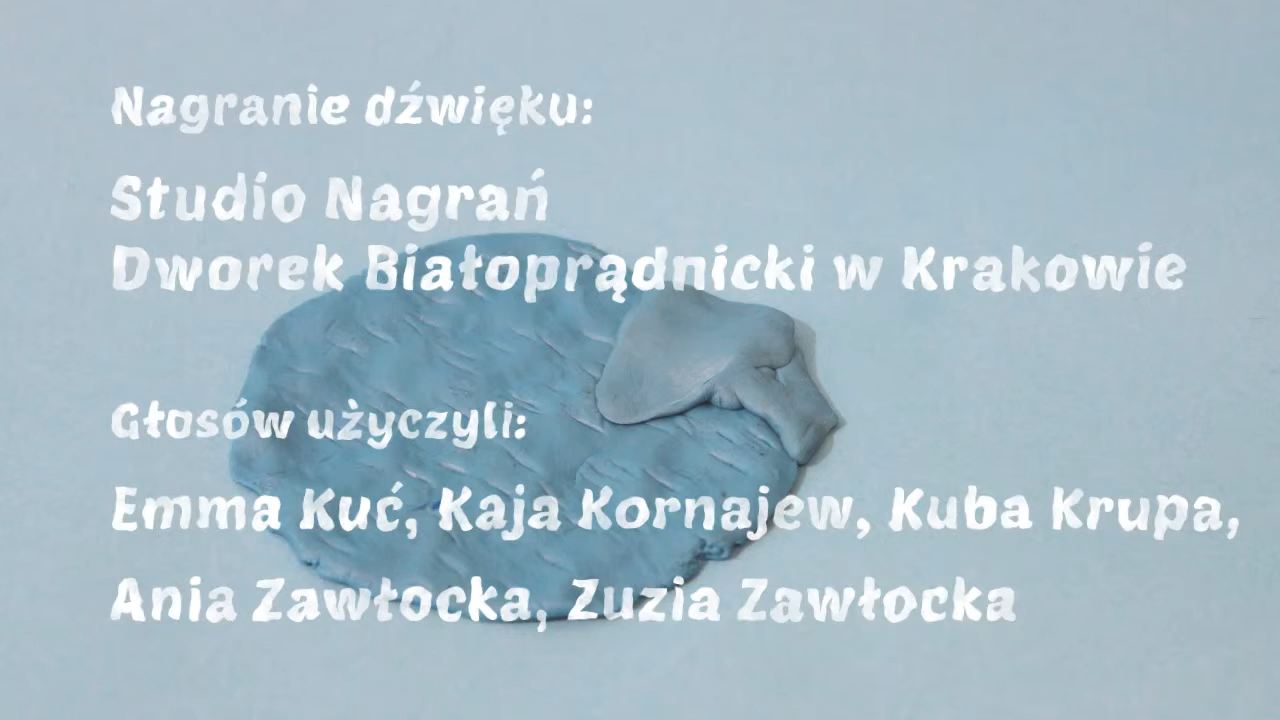 Nagranie dźwięku:
Studio Nagrań
Dworek Białoprądnicki w Krakowie
Głosów użyczyli:
Emma Kuć, Kaja Kornajew, Kuba Krupa,
Ania Zawłocka, Zuzia Zawłocka